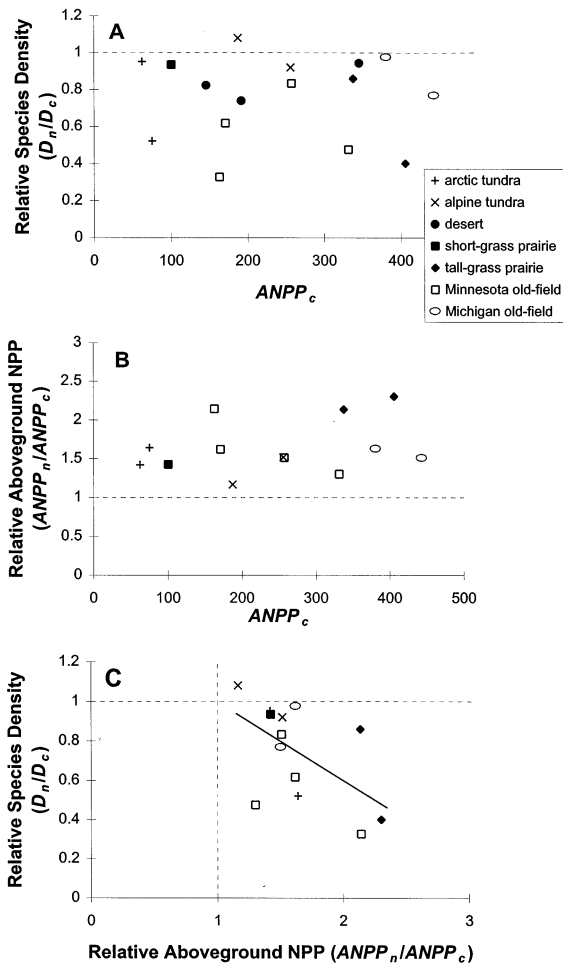 A
Relative Species Density
(Dn/Dc)
1.2
1
0.8
0.6
0.4
0.2
0
0 100 200 300 400
ANPPc
arctic tundra
alpine tundra
desert
short-grass prairie
tall-grass prairie
Minnesota old-field
Michigan old-field
B
Relative Aboveground NPP
(ANPPn/ANPPc)
3
2.5
2
1.5
1
0.5
0
0 100 200 300 400 500
ANPPc
C
Relative Species Density
(Dn/Dc)
1.2
1
0.8
0.6
0.4
0.2
0
0 1 2 3
Relative Aboveground NPP (ANPPn/ANPPc)